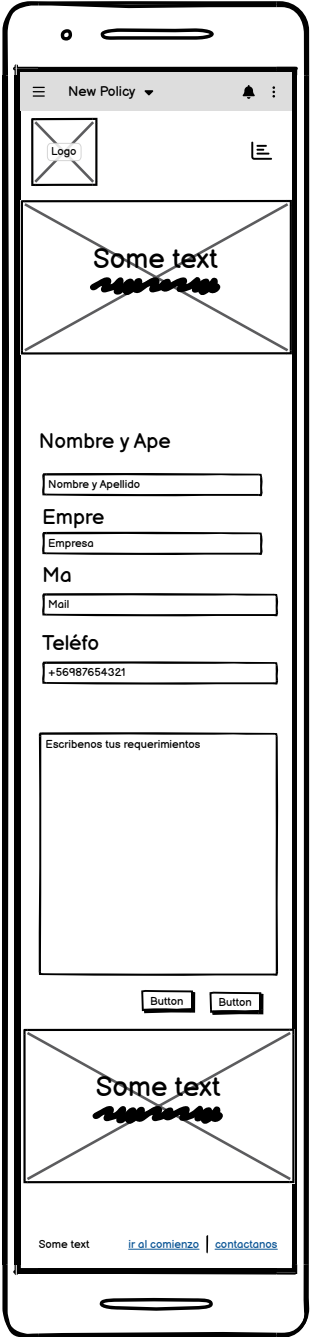 New Policy
Logo
Some text
Nombre y Ape
Nombre y Apellido
Empre
Empresa
Ma
Mail
Teléfo
+56987654321
Escribenos tus requerimientos
Button Button
Some text
Some text ir al comienzo contactanos